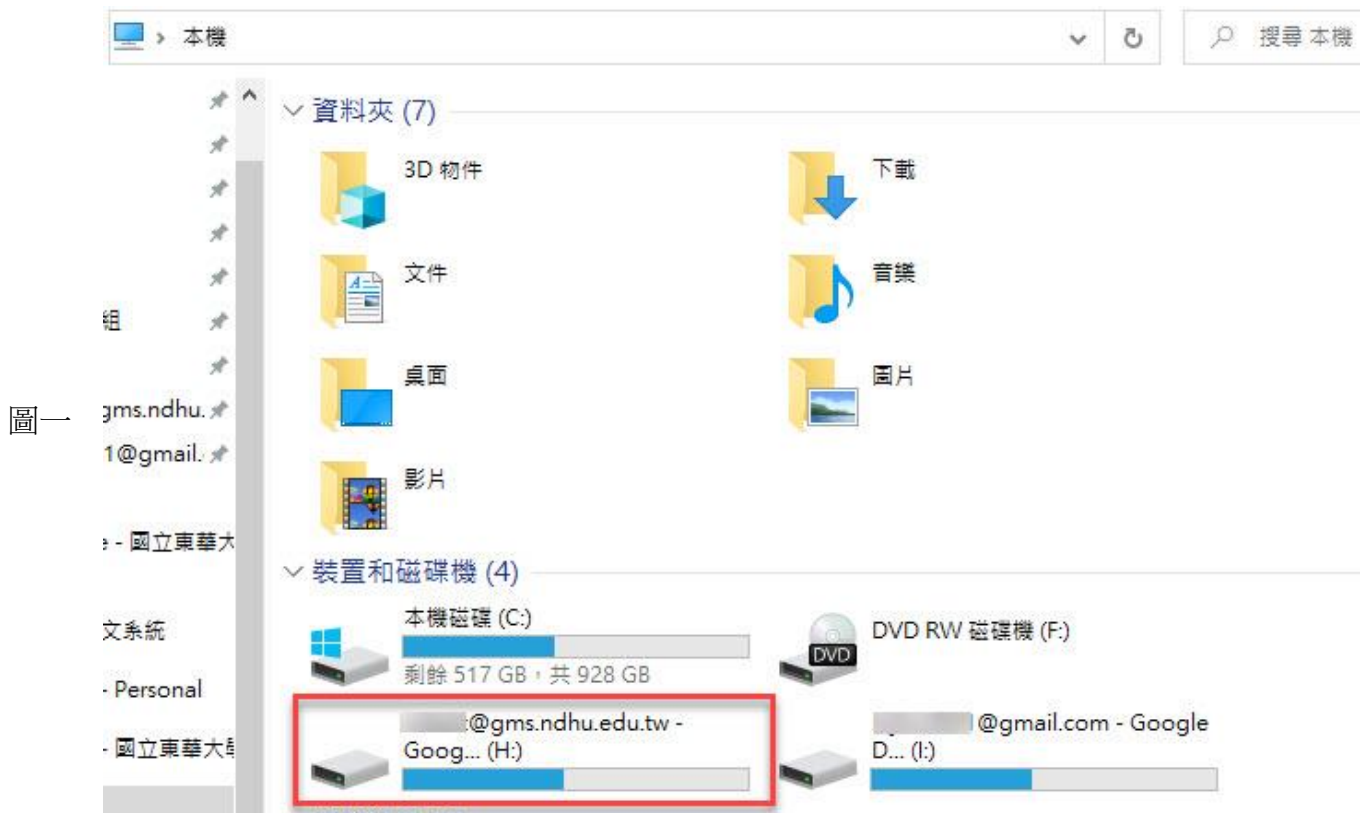 本機
搜尋 本機
資料夾 (7)
3D 物件
下載
文件
音樂
組
桌面
圖片
圖一
gms.ndhu.
1@gmail.
影片
- 國立東華大
裝置和磁碟機 (4)
本機磁碟 (C:)
文系統
DVD RW 磁碟機 (F:)
DVD
剩餘 517 GB，共 928 GB
- Personal
@gms.ndhu.edu.tw -
Goog... (H:)
@gmail.com - Google
D... (I:)
- 國立東華大